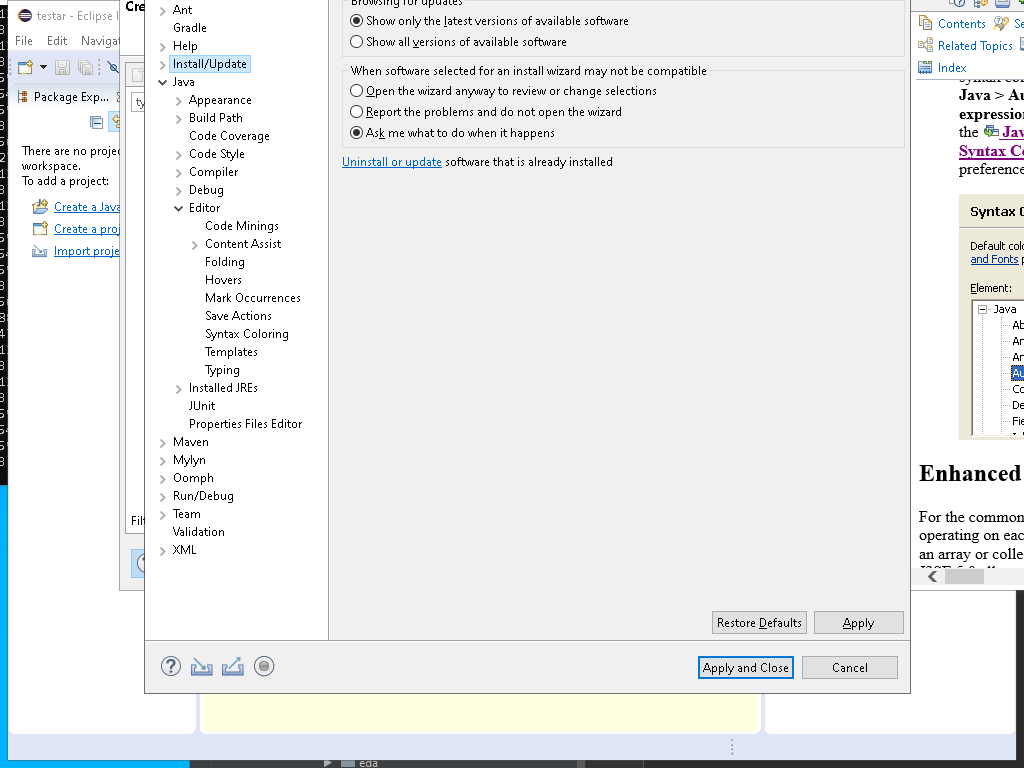 testar - Eclipse I
File Edit Navigat
Package Exp...
There are no projec
workspace.
To add a project:
Create a Java
Create a proj
Import proje
Cre
ty
Filt
Ant
Gradle
Help
Install/Update
Java
Appearance
Build Path
Code Coverage
Code Style
Compiler
Debug
Editor
Code Minings
Content Assist
Folding
Hovers
Mark Occurrences
Save Actions
Syntax Coloring
Templates
Typing
Installed JREs
JUnit
Properties Files Editor
Maven
Mylyn
Oomph
Run/Debug
Team
Validation
XML
Browsing for updates
Show only the latest versions of available software
Show all versions of available software
When software selected for an install wizard may not be compatible
Open the wizard anyway to review or change selections
Report the problems and do not open the wizard
Ask me what to do when it happens
Uninstall or update software that is already installed
Restore Defaults Apply
Apply and Close Cancel
Contents Se
Related Topics
Index
Java > Au
expression
the Jav
Syntax Co
preference
Syntax C
Default colo
and Fonts p
Element:
Java
Ab
An
An
Au
Co
De
Fie
Enhanced
For the common
operating on eac
an array or colle
eda